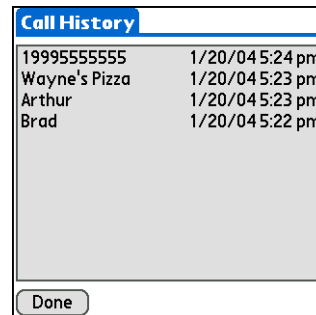 Call History
19995555555 1/20/04 5:24 pm
Wayne's Pizza 1/20/04 5:23 pm
Arthur 1/20/04 5:23 pm
Brad 1/20/04 5:22 pm
Done